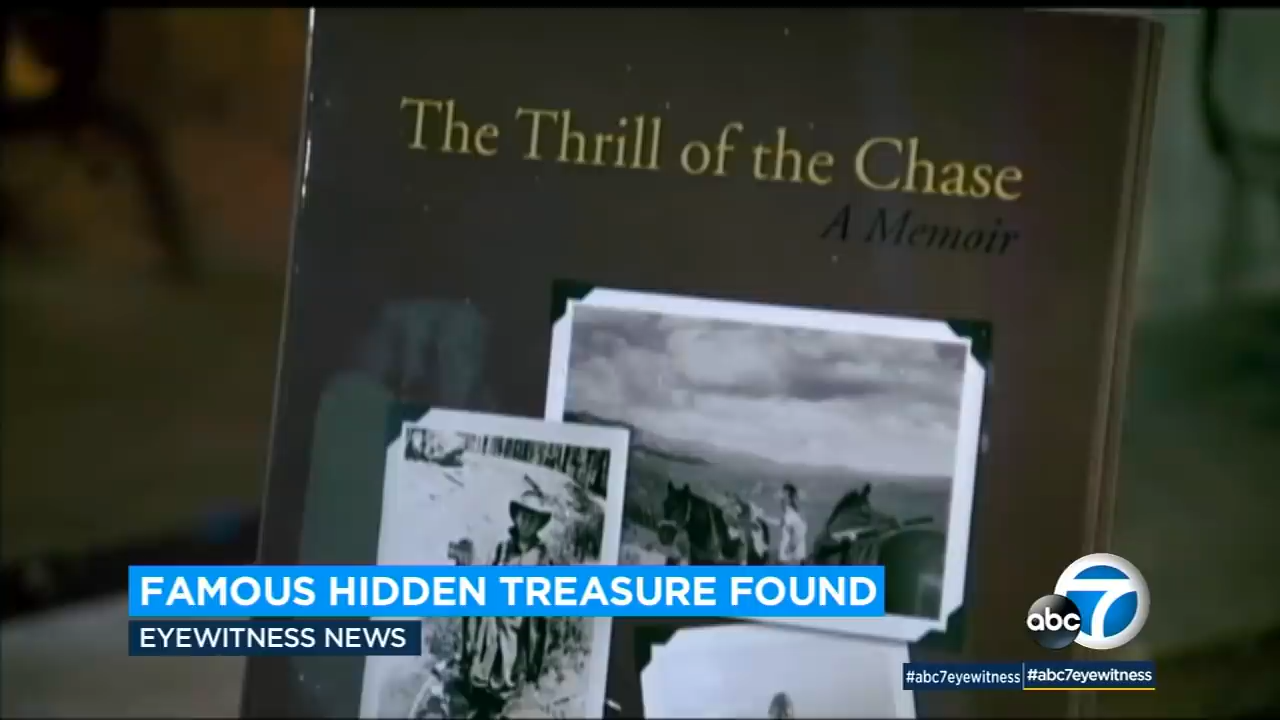 The Thrill of the Chase
A Memoir
FAMOUS HIDDEN TREASURE FOUND
EYEWITNESS NEWS
abc 7
#abc7eyewitness #abc7eyewitness